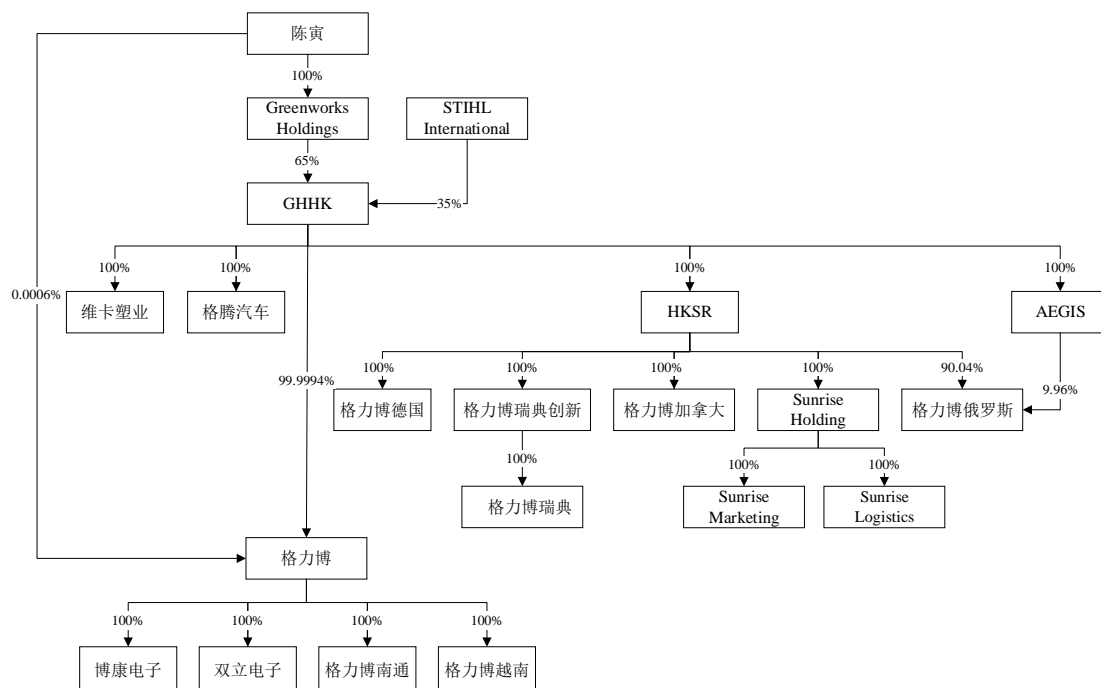 陈寅
100%
Greenworks
Holdings
STIHL
International
65%
GHHK
35%
100%
100%
100%
100%
0.0006%
维卡塑业
格腾汽车
HKSR
AEGIS
99.9994%
100%
100%
100%
100%
90.04%
9.96%
格力博德国
格力博瑞典创新
格力博加拿大
Sunrise
Holding
格力博俄罗斯
100%
100%
100%
格力博瑞典
Sunrise
Marketing
Sunrise
Logistics
格力博
100%
100%
100%
100%
博康电子
双立电子
格力博南通
格力博越南